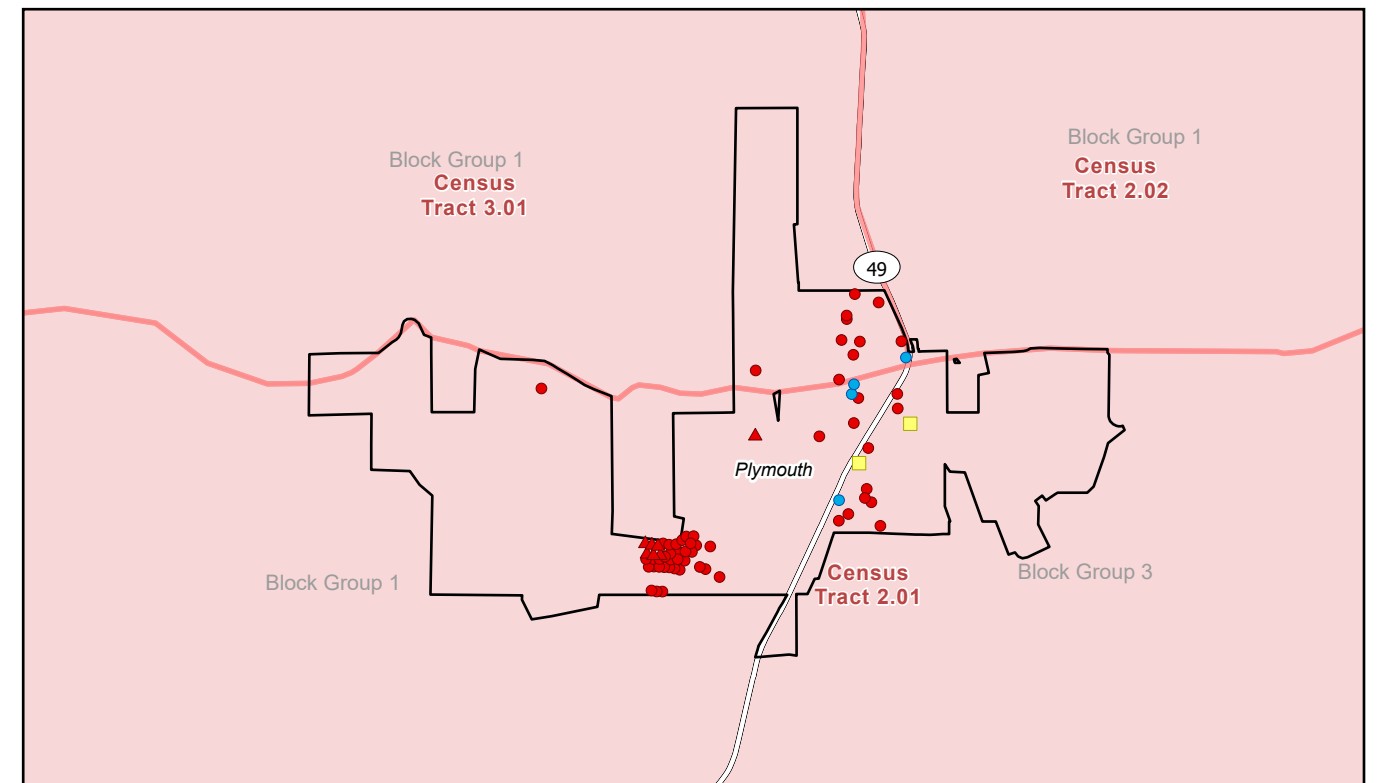 Block Group 1
Census
Tract 3.01
Block Group 1
Census
Tract 2.02
49
Plymouth
Block Group 1
Census
Tract 2.01
Block Group 3